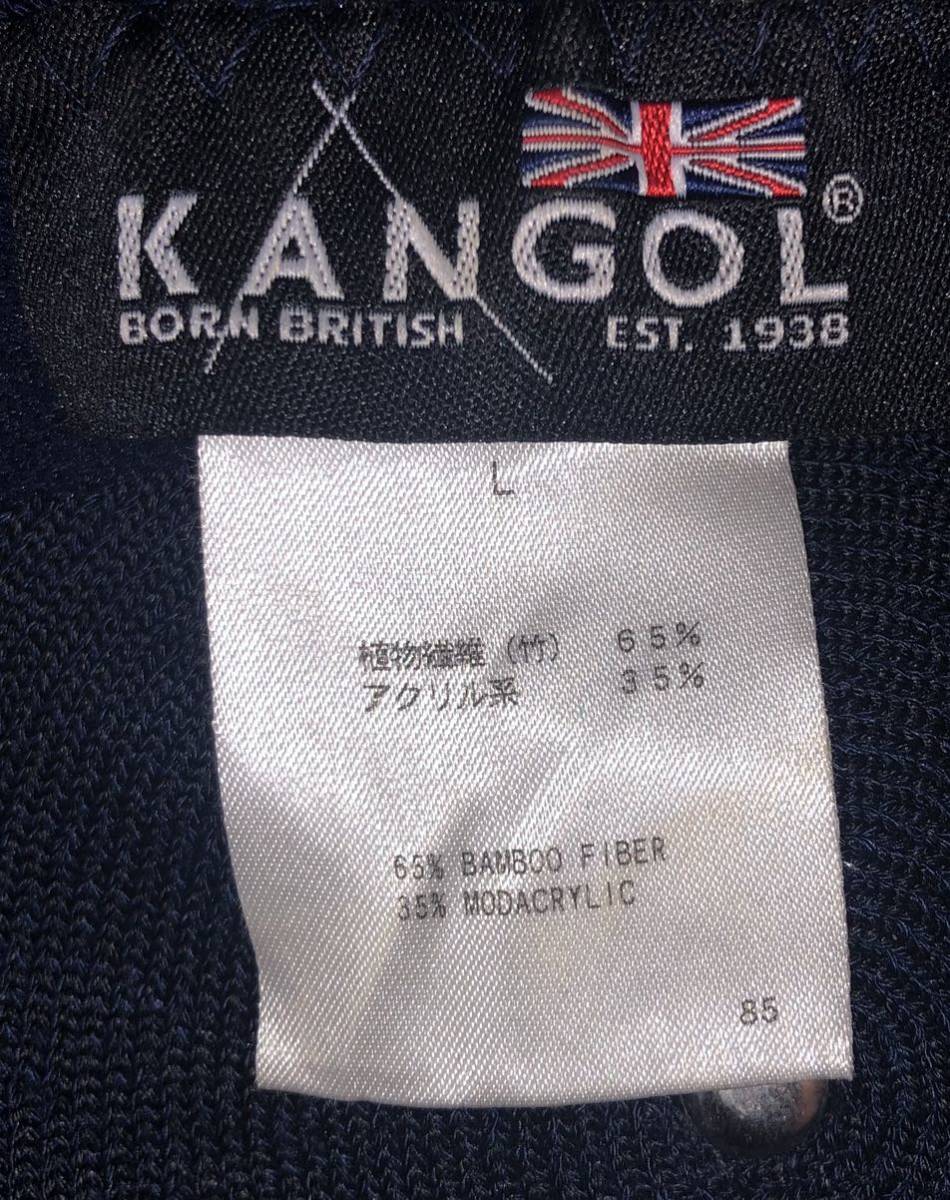 KANGOL®
BORN BRITISH EST. 1938
L
植物繊維 (竹) 65%
アクリル系 35%
65% BAMBOO FIBER
35% MODACRYLIC
85